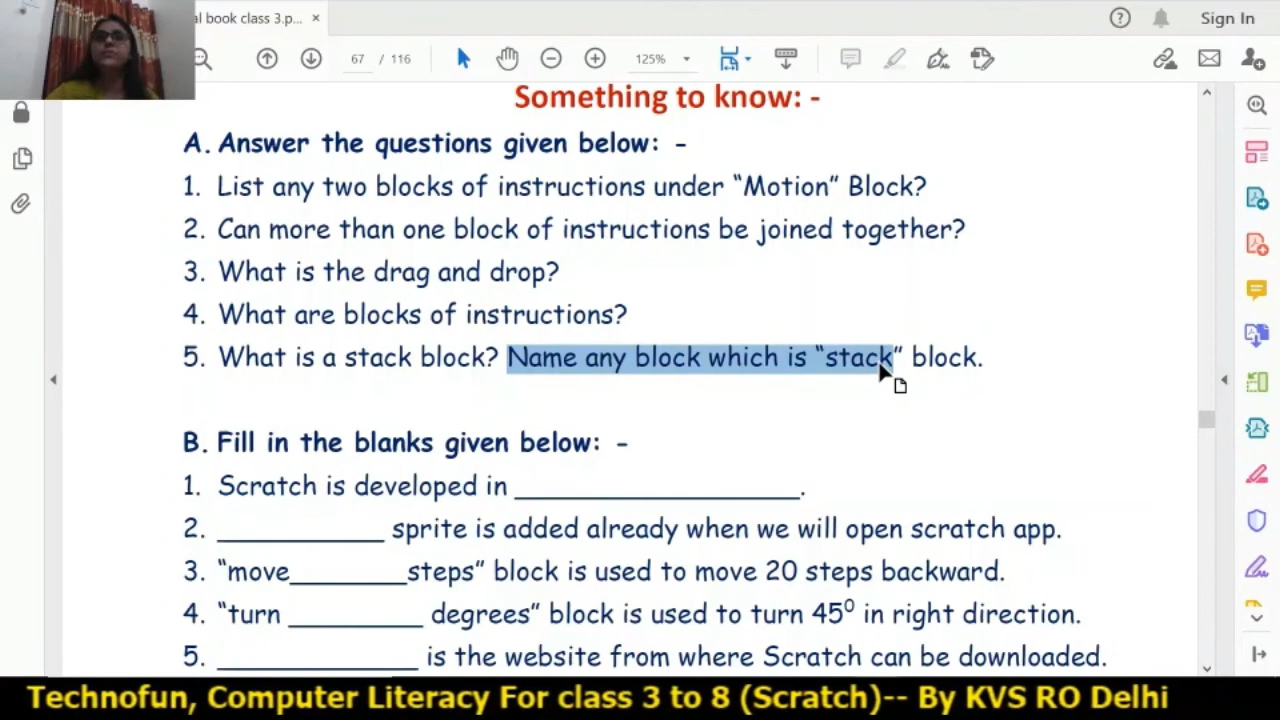 al book class 3.p... ×
Sign In
67 / 116
125%
Something to know: -
A. Answer the questions given below: -
1. List any two blocks of instructions under “Motion” Block?
2. Can more than one block of instructions be joined together?
3. What is the drag and drop?
4. What are blocks of instructions?
5. What is a stack block? Name any block which is “stack” block.
B. Fill in the blanks given below: -
1. Scratch is developed in ____________________.
2. ____________ sprite is added already when we will open scratch app.
3. “move________steps” block is used to move 20 steps backward.
4. “turn _________ degrees” block is used to turn 45⁰ in right direction.
5. ______________ is the website from where Scratch can be downloaded.
Technofun, Computer Literacy For class 3 to 8 (Scratch)-- By KVS RO Delhi